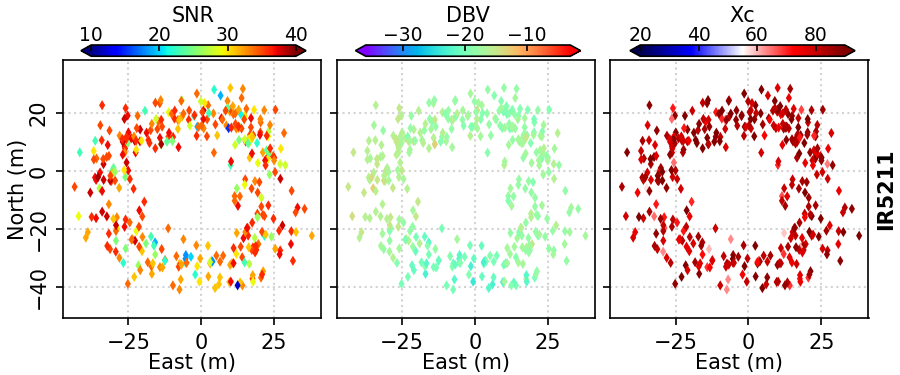 SNR DBV Xc
10 20 30 40 −30 −20 −10 20 40 60 80
20
0
−20
−40
North (m)
IR5211
−25 0 25 −25 0 25 −25 0 25
East (m) East (m) East (m)